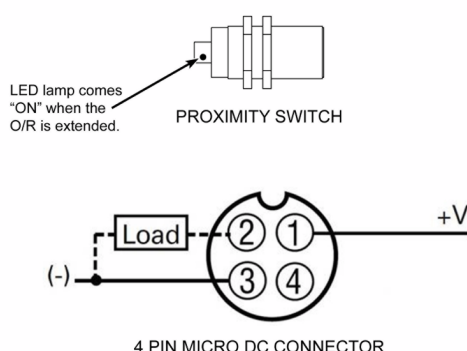 LED lamp comes
“ON” when the
O/R is extended.
PROXIMITY SWITCH
+V
Load
2
1
(-)
3
4
4 PIN MICRO DC CONNECTOR